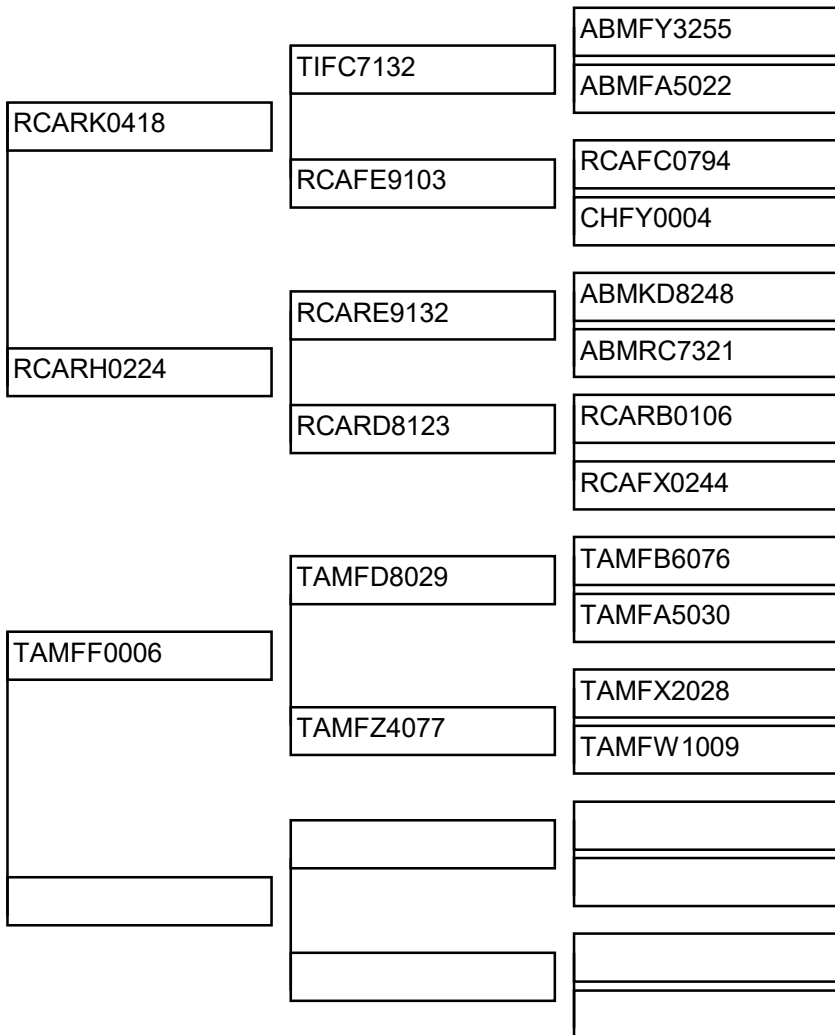 ABMFY3255
TIFC7132
ABMFA5022
RCARK0418
RCAFC0794
RCAFE9103
CHFY0004
ABMKD8248
RCARE9132
ABMRC7321
RCARH0224
RCARB0106
RCARD8123
RCAFX0244
TAMFB6076
TAMFD8029
TAMFA5030
TAMFF0006
TAMFX2028
TAMFZ4077
TAMFW1009